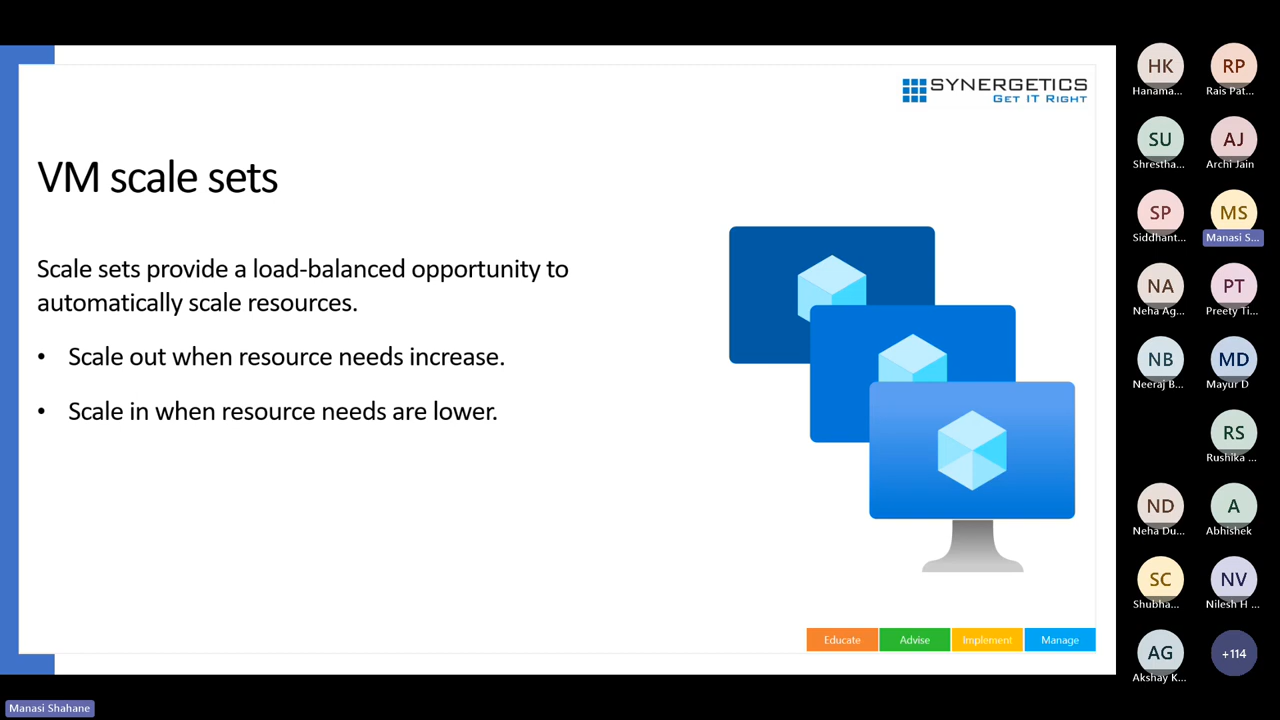 SYNERGETICS
GET IT RIGHT
VM scale sets
Scale sets provide a load-balanced opportunity to
automatically scale resources.
• Scale out when resource needs increase.
• Scale in when resource needs are lower.
Educate
Advise
Implement
Manage
Manasi Shahane
HK
Hanama...
RP
Rais Pat...
SU
Shrestha...
AJ
Archi Jain
SP
Siddhant...
MS
Manasi S...
NA
Neha Ag...
PT
Preety Ti...
NB
Neeraj B...
MD
Mayur D
RS
Rushika ...
ND
Neha Du...
A
Abhishek
SC
Shubha...
NV
Nilesh H ...
AG
Akshay K...
+114